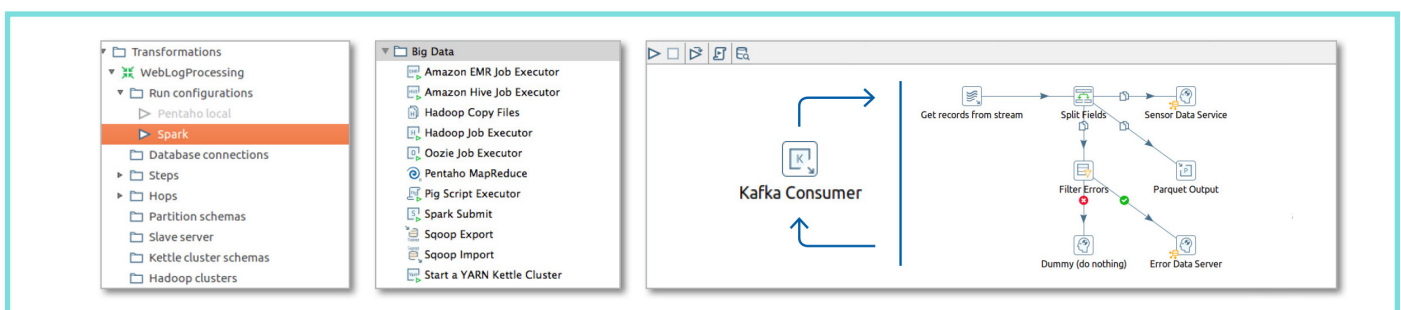 Transformations
WebLogProcessing
Run configurations
Pentaho local
Spark
Database connections
Steps
Hops
Partition schemas
Slave server
Kettle cluster schemas
Hadoop clusters
Big Data
Amazon EMR Job Executor
Amazon Hive Job Executor
Hadoop Copy Files
Hadoop Job Executor
Oozie Job Executor
Pentaho MapReduce
Pig Script Executor
Spark Submit
Sqoop Export
Sqoop Import
Start a YARN Kettle Cluster
K
Kafka Consumer
Get records from stream
Split Fields
Sensor Data Service
Filter Errors
Parquet Output
Dummy (do nothing)
Error Data Server